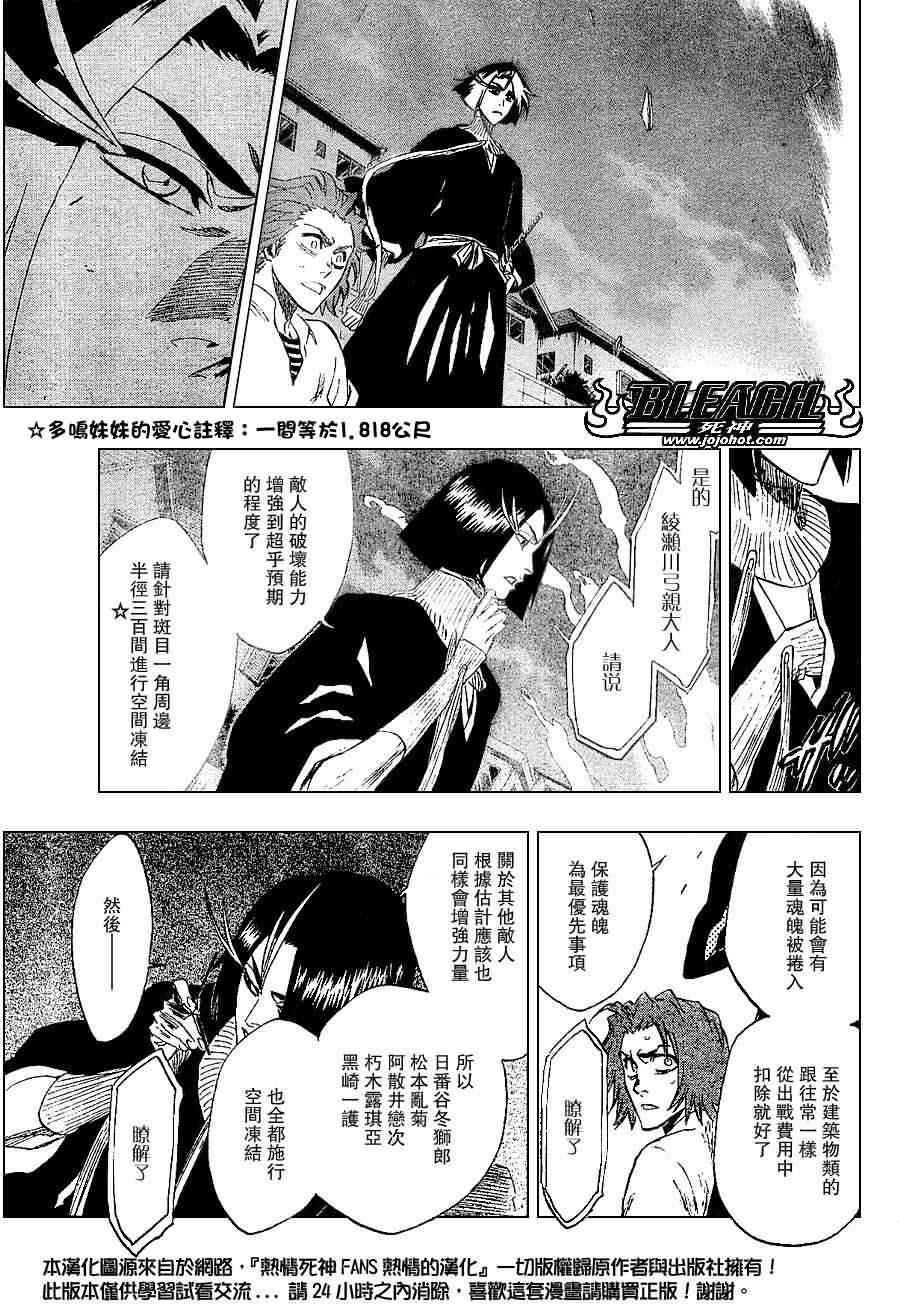 BLEACH
死神
www.jojohot.com
☆多鳴妹妹的愛心註釋：一間等於1.818公尺
是的
綾瀨川弓親大人
请说
敵人的破壞能力
增強到超乎預期
的程度了
請針對斑目一角周邊
半徑三百間進行空間凍結
☆
因為可能會有
大量魂魄被捲入
保護魂魄
為最優先事項
至於建築物類的
跟往常一樣
從出戰費用中
扣除就好了
瞭解了
關於其他敵人
根據估計應該也
同樣會增強力量
所以
日番谷冬獅郎
松本亂菊
阿散井戀次
朽木露琪亞
黑崎一護
也全都施行
空間凍結
然後——
瞭解了
本漢化圖源來自於網路，『熱情死神FANS熱情的漢化』一切版權歸原作者與出版社擁有！
此版本僅供學習試看交流...請24小時之內消除，喜歡這套漫畫請購買正版！謝謝。